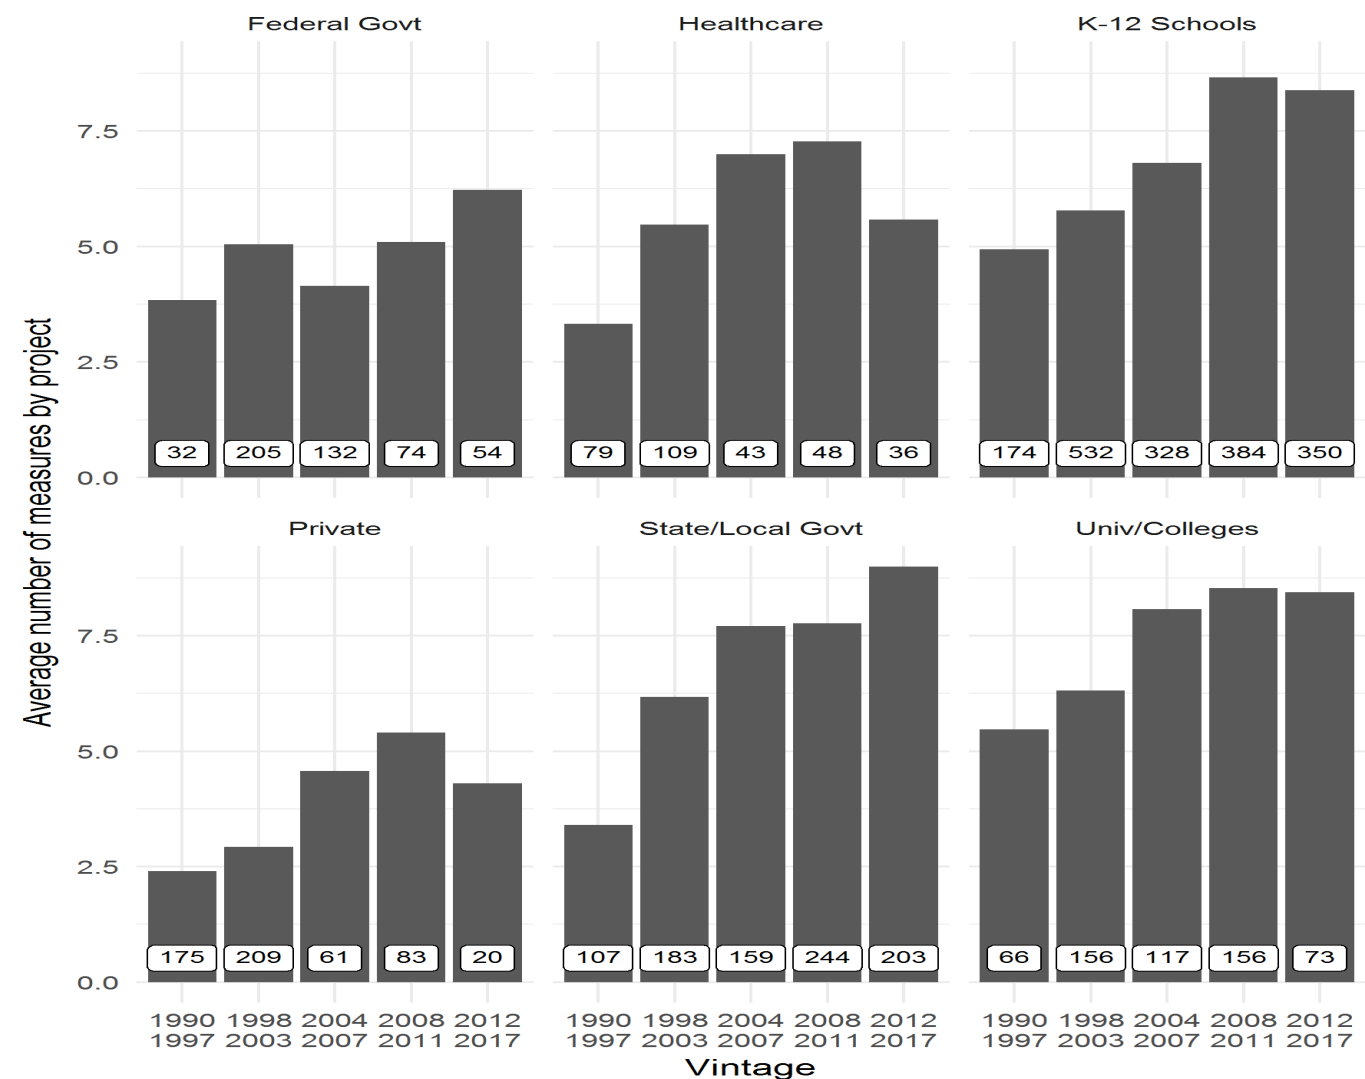 Federal Govt Healthcare K-12 Schools
7.5
5.0
2.5
0.0
32 205 132 74 54 79 109 43 48 36 174 532 328 384 350
Private State/Local Govt Univ/Colleges
7.5
5.0
2.5
0.0
175 209 61 83 20 107 183 159 244 203 66 156 117 156 73
1990 1998 2004 2008 2012 1990 1998 2004 2008 2012 1990 1998 2004 2008 2012
1997 2003 2007 2011 2017 1997 2003 2007 2011 2017 1997 2003 2007 2011 2017
Vintage
Average number of measures by project